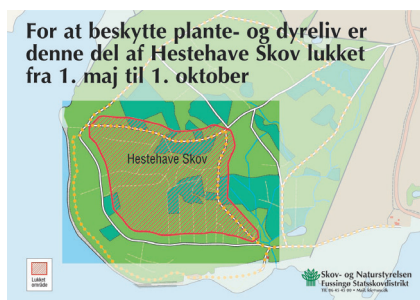 For at beskytte plante- og dyreliv er
denne del af Hestehave Skov lukket
fra 1. maj til 1. oktober
Hestehave Skov
Lukket
område
Skov- og Naturstyrelsen
Fussingø Statsskovdistrikt